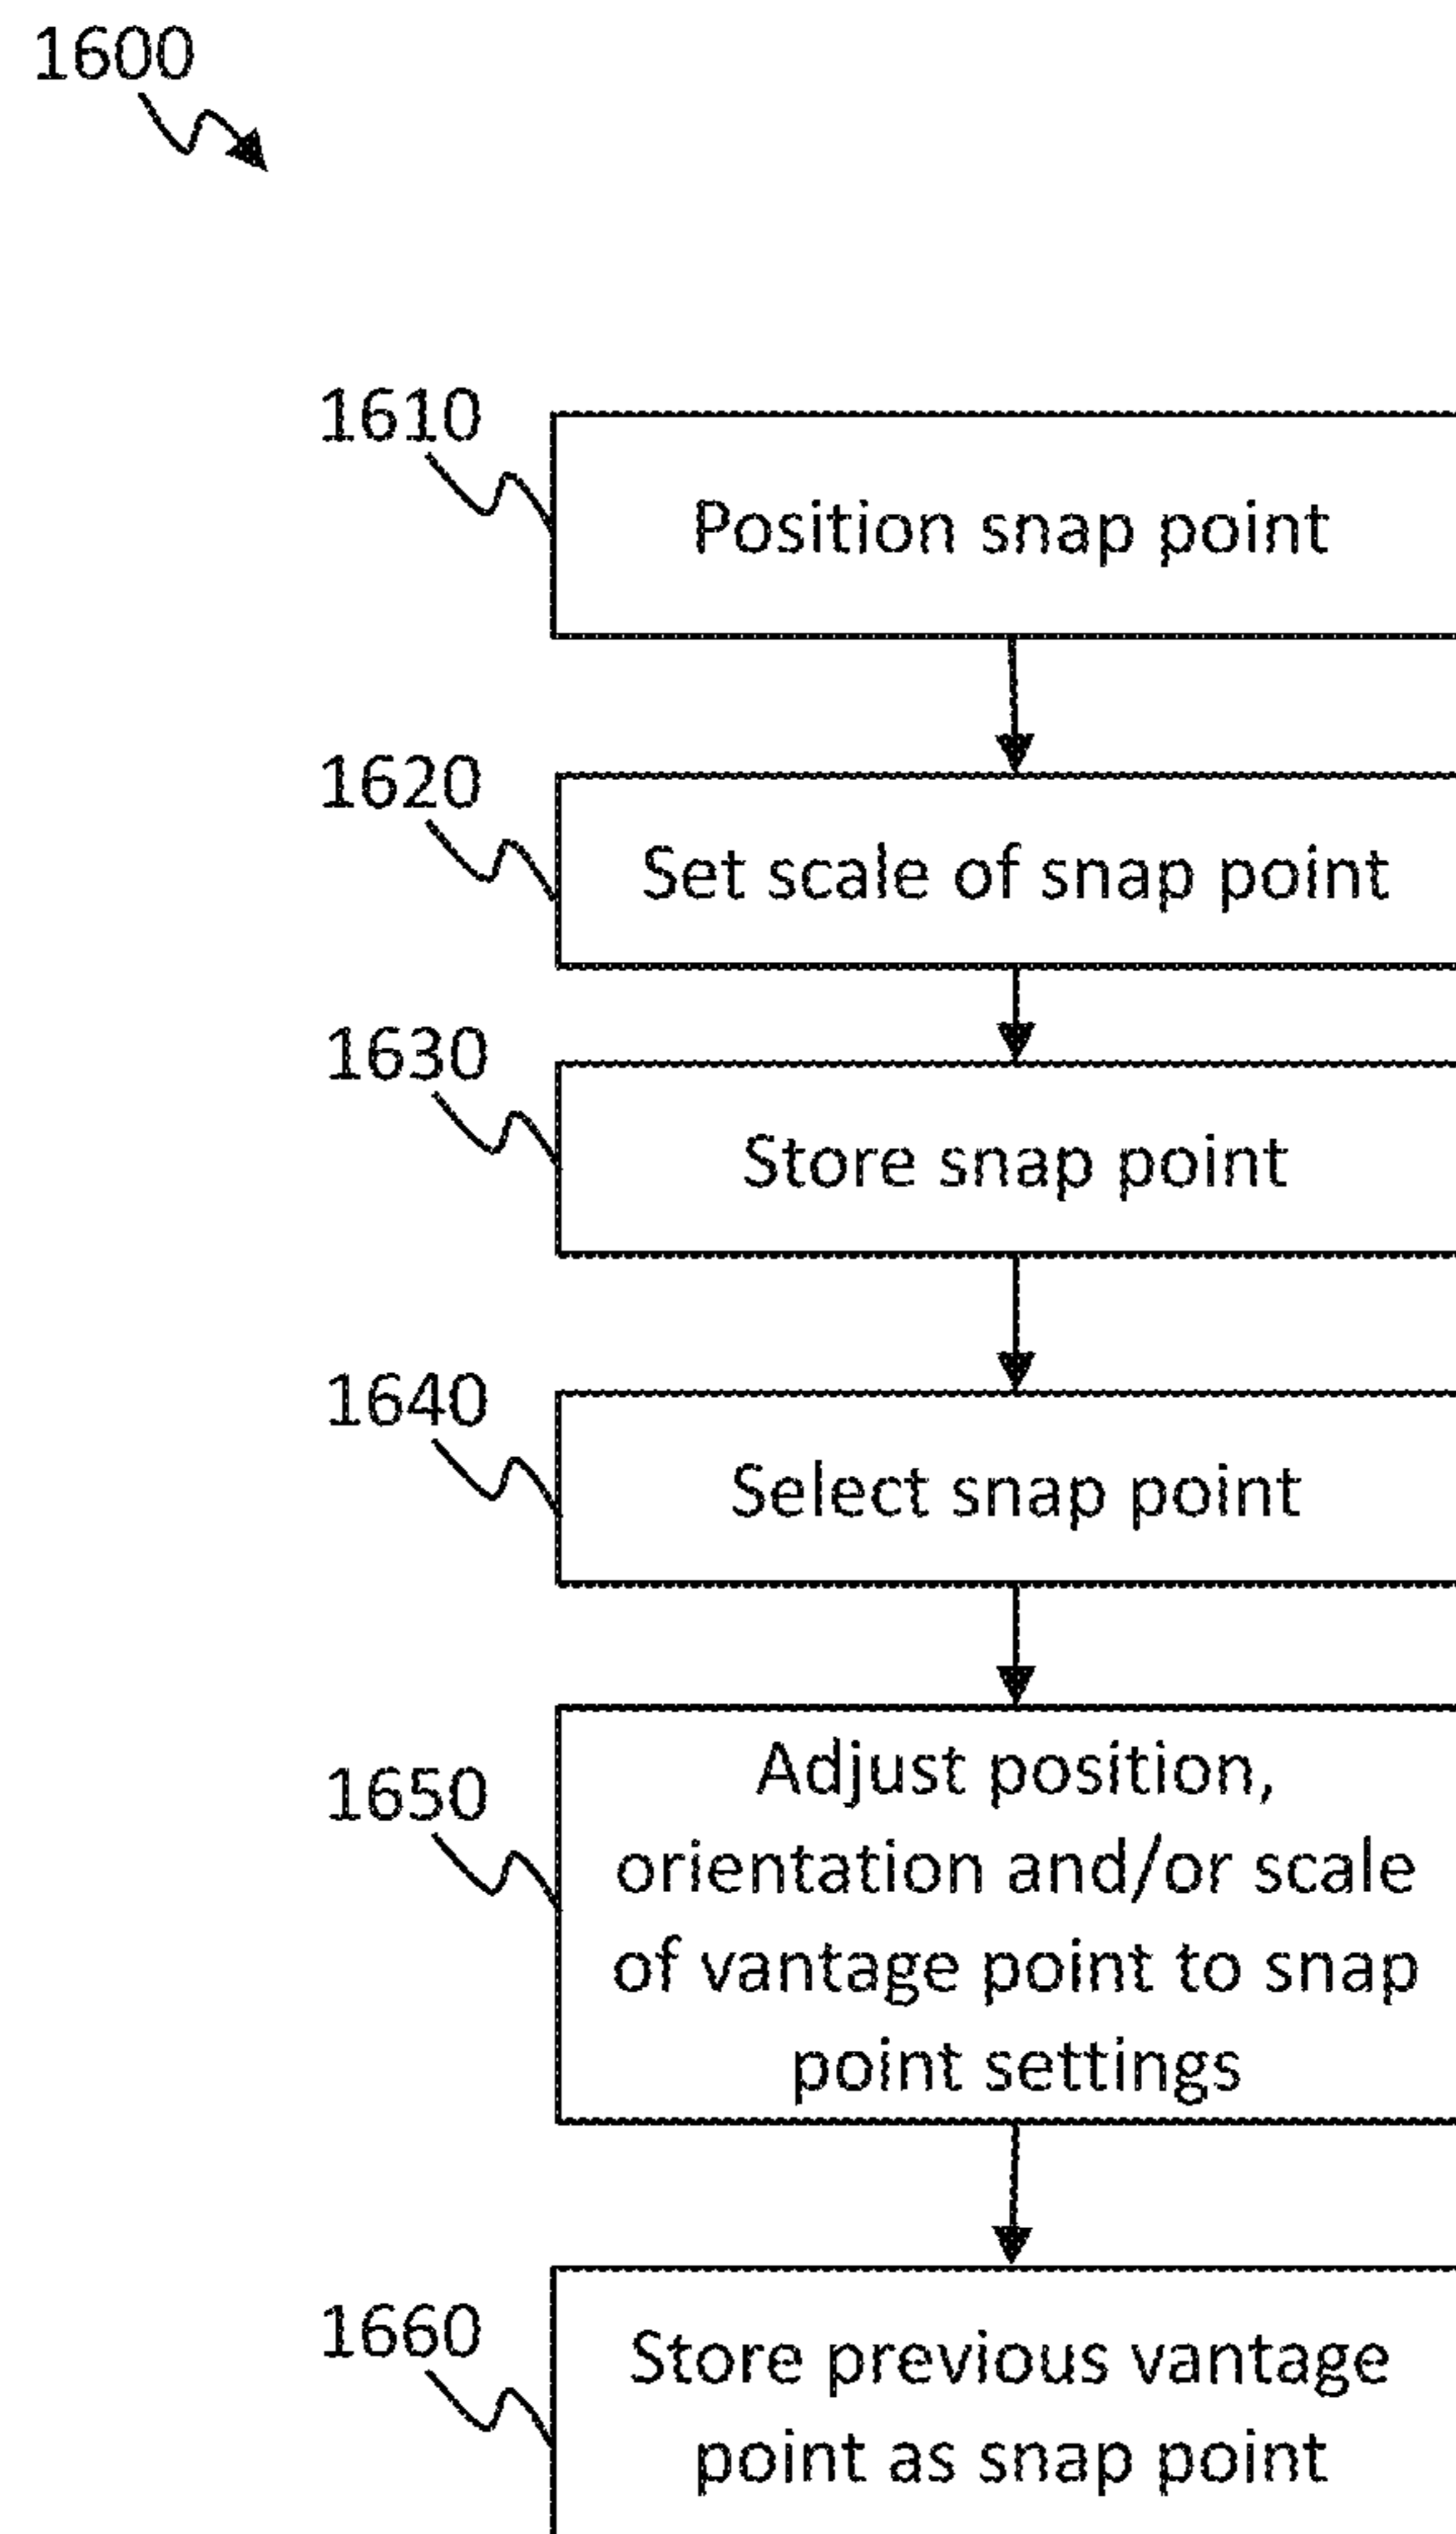 1600
1610
Position snap point
1620
Set scale of snap point
1630
Store snap point
1640
Select snap point
1650
Adjust position,
orientation and/or scale
of vantage point to snap
point settings
1660
Store previous vantage
point as snap point